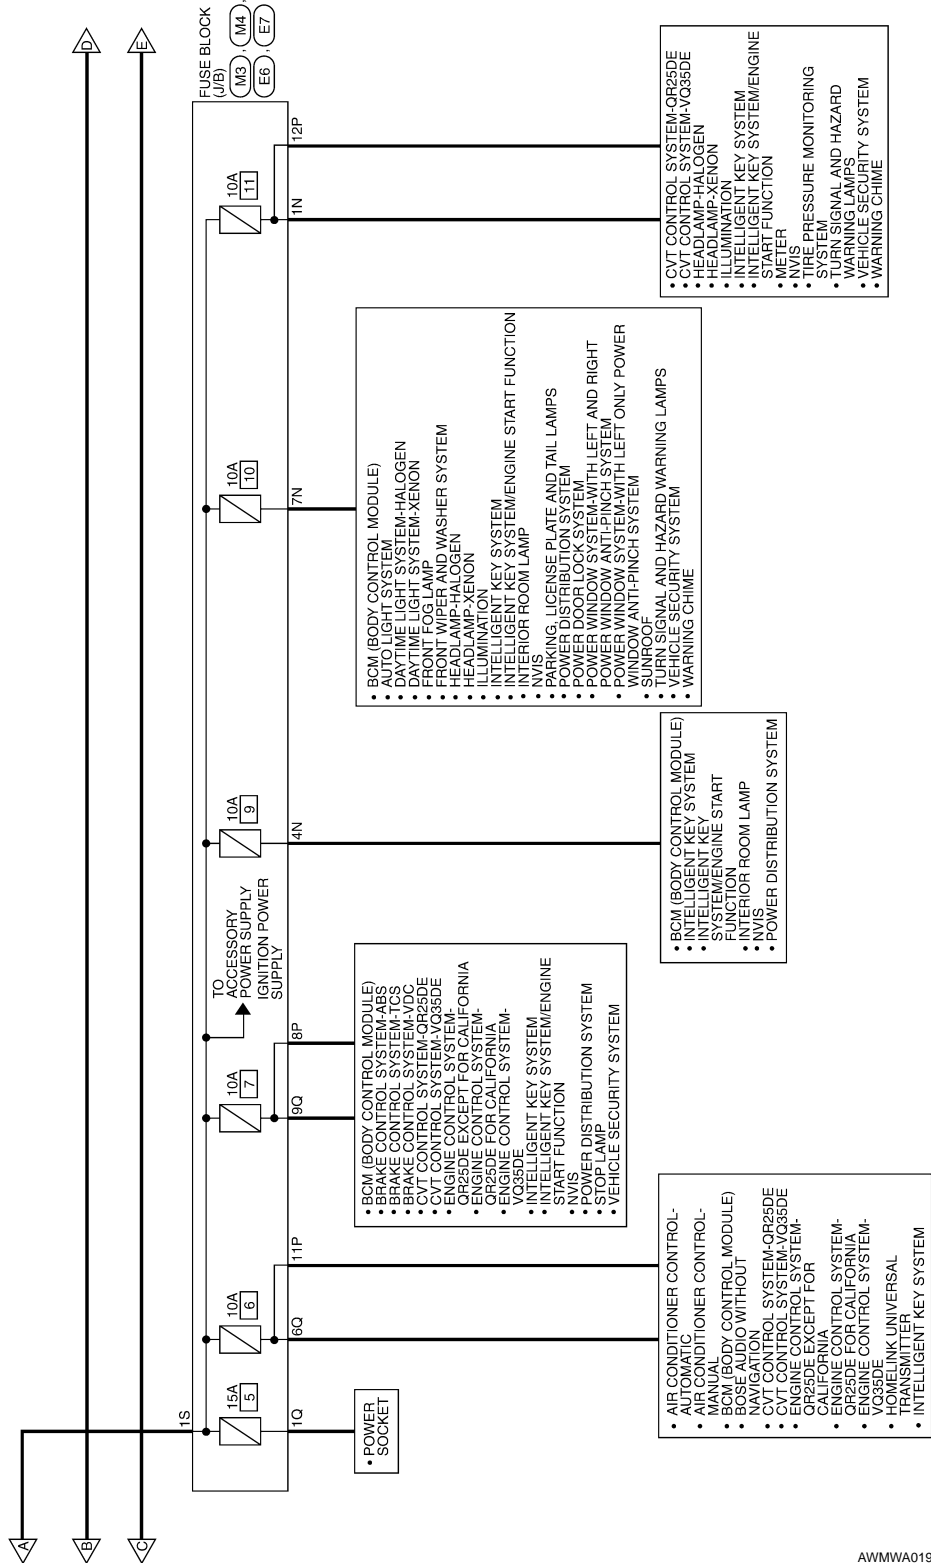 A
B
C
D
E
FUSE BLOCK
(J/B)
M3 , M4 ,
E6 , E7
1S
15A
5
1Q
• POWER
SOCKET
10A
6
6Q
11P
• AIR CONDITIONER CONTROL-
AUTOMATIC
• AIR CONDITIONER CONTROL-
MANUAL
• BCM (BODY CONTROL MODULE)
• BOSE AUDIO WITHOUT
NAVIGATION
• CVT CONTROL SYSTEM-QR25DE
• CVT CONTROL SYSTEM-VQ35DE
• ENGINE CONTROL SYSTEM-
QR25DE EXCEPT FOR
CALIFORNIA
• ENGINE CONTROL SYSTEM-
QR25DE FOR CALIFORNIA
• ENGINE CONTROL SYSTEM-
VQ35DE
• HOMELINK UNIVERSAL
TRANSMITTER
• INTELLIGENT KEY SYSTEM
10A
7
9Q
8P
• BCM (BODY CONTROL MODULE)
• BRAKE CONTROL SYSTEM-ABS
• BRAKE CONTROL SYSTEM-TCS
• BRAKE CONTROL SYSTEM-VDC
• CVT CONTROL SYSTEM-QR25DE
• CVT CONTROL SYSTEM-VQ35DE
• ENGINE CONTROL SYSTEM-
QR25DE EXCEPT FOR CALIFORNIA
• ENGINE CONTROL SYSTEM-
QR25DE FOR CALIFORNIA
• ENGINE CONTROL SYSTEM-
VQ35DE
• INTELLIGENT KEY SYSTEM
• INTELLIGENT KEY SYSTEM/ENGINE
START FUNCTION
• NVIS
• POWER DISTRIBUTION SYSTEM
• STOP LAMP
• VEHICLE SECURITY SYSTEM
TO
ACCESSORY
POWER SUPPLY
IGNITION POWER
SUPPLY
10A
9
4N
• BCM (BODY CONTROL MODULE)
• INTELLIGENT KEY SYSTEM
• INTELLIGENT KEY
SYSTEM/ENGINE START
FUNCTION
• INTERIOR ROOM LAMP
• NVIS
• POWER DISTRIBUTION SYSTEM
10A
10
7N
• BCM (BODY CONTROL MODULE)
• AUTO LIGHT SYSTEM
• DAYTIME LIGHT SYSTEM-HALOGEN
• DAYTIME LIGHT SYSTEM-XENON
• FRONT FOG LAMP
• FRONT WIPER AND WASHER SYSTEM
• HEADLAMP-HALOGEN
• HEADLAMP-XENON
• ILLUMINATION
• INTELLIGENT KEY SYSTEM
• INTELLIGENT KEY SYSTEM/ENGINE START FUNCTION
• INTERIOR ROOM LAMP
• NVIS
• PARKING, LICENSE PLATE AND TAIL LAMPS
• POWER DISTRIBUTION SYSTEM
• POWER DOOR LOCK SYSTEM
• POWER WINDOW SYSTEM-WITH LEFT AND RIGHT
POWER WINDOW ANTI-PINCH SYSTEM
• POWER WINDOW SYSTEM-WITH LEFT ONLY POWER
WINDOW ANTI-PINCH SYSTEM
• SUNROOF
• TURN SIGNAL AND HAZARD WARNING LAMPS
• VEHICLE SECURITY SYSTEM
• WARNING CHIME
10A
11
1N
12P
• CVT CONTROL SYSTEM-QR25DE
• CVT CONTROL SYSTEM-VQ35DE
• HEADLAMP-HALOGEN
• HEADLAMP-XENON
• ILLUMINATION
• INTELLIGENT KEY SYSTEM
• INTELLIGENT KEY SYSTEM/ENGINE
START FUNCTION
• METER
• NVIS
• TIRE PRESSURE MONITORING
SYSTEM
• TURN SIGNAL AND HAZARD
WARNING LAMPS
• VEHICLE SECURITY SYSTEM
• WARNING CHIME
AWMWA019